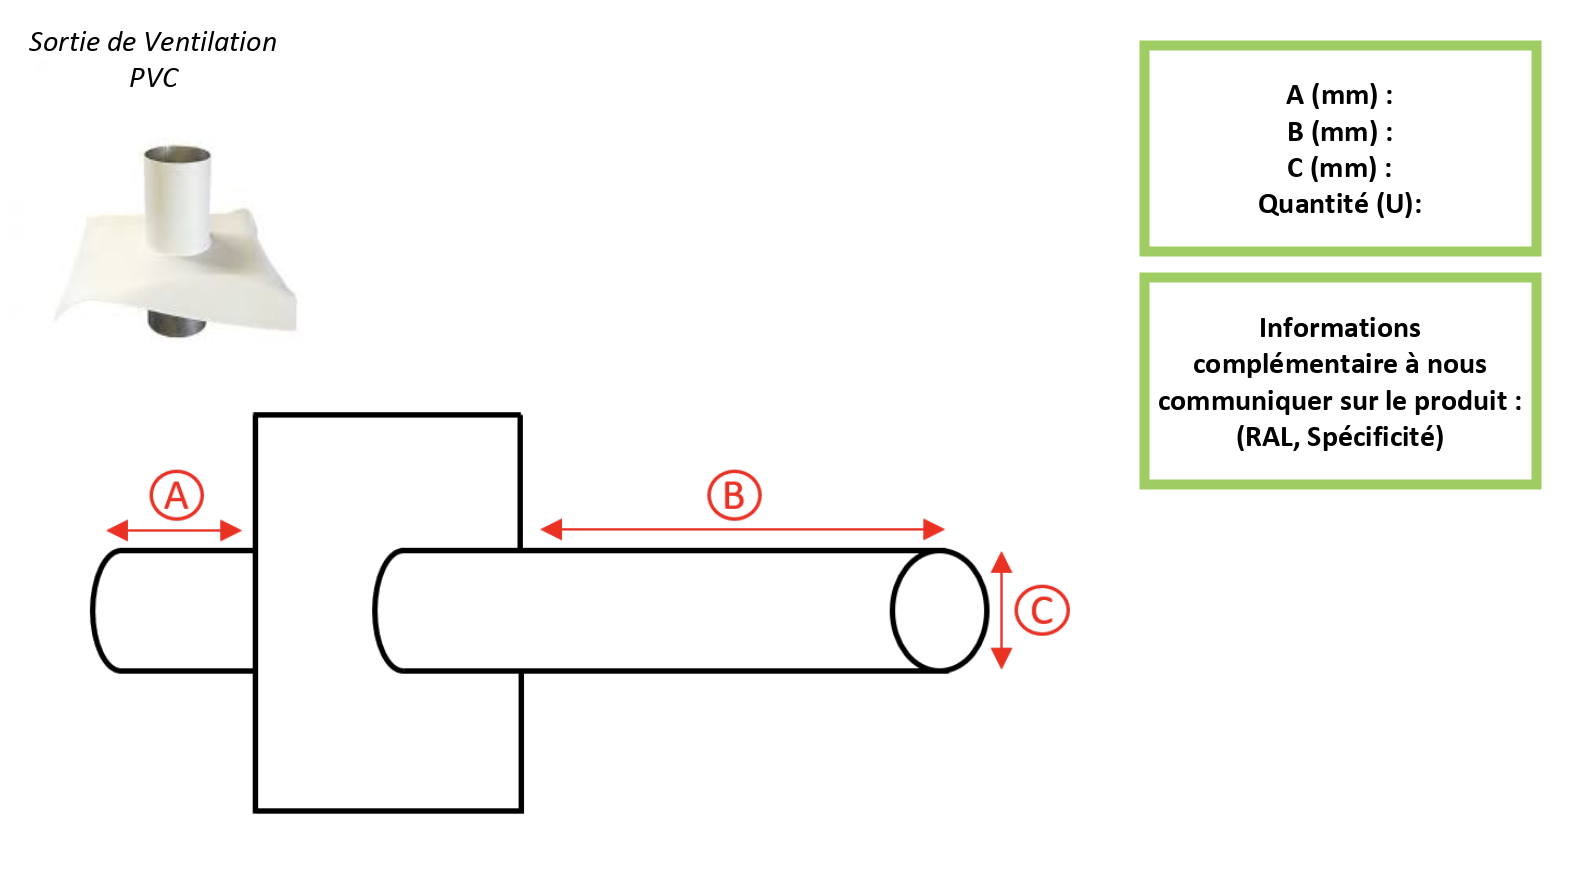 Sortie de Ventilation
PVC
A (mm) :
B (mm) :
C (mm) :
Quantité (U):
Informations
complémentaire à nous
communiquer sur le produit :
(RAL, Spécificité)
A
B
C